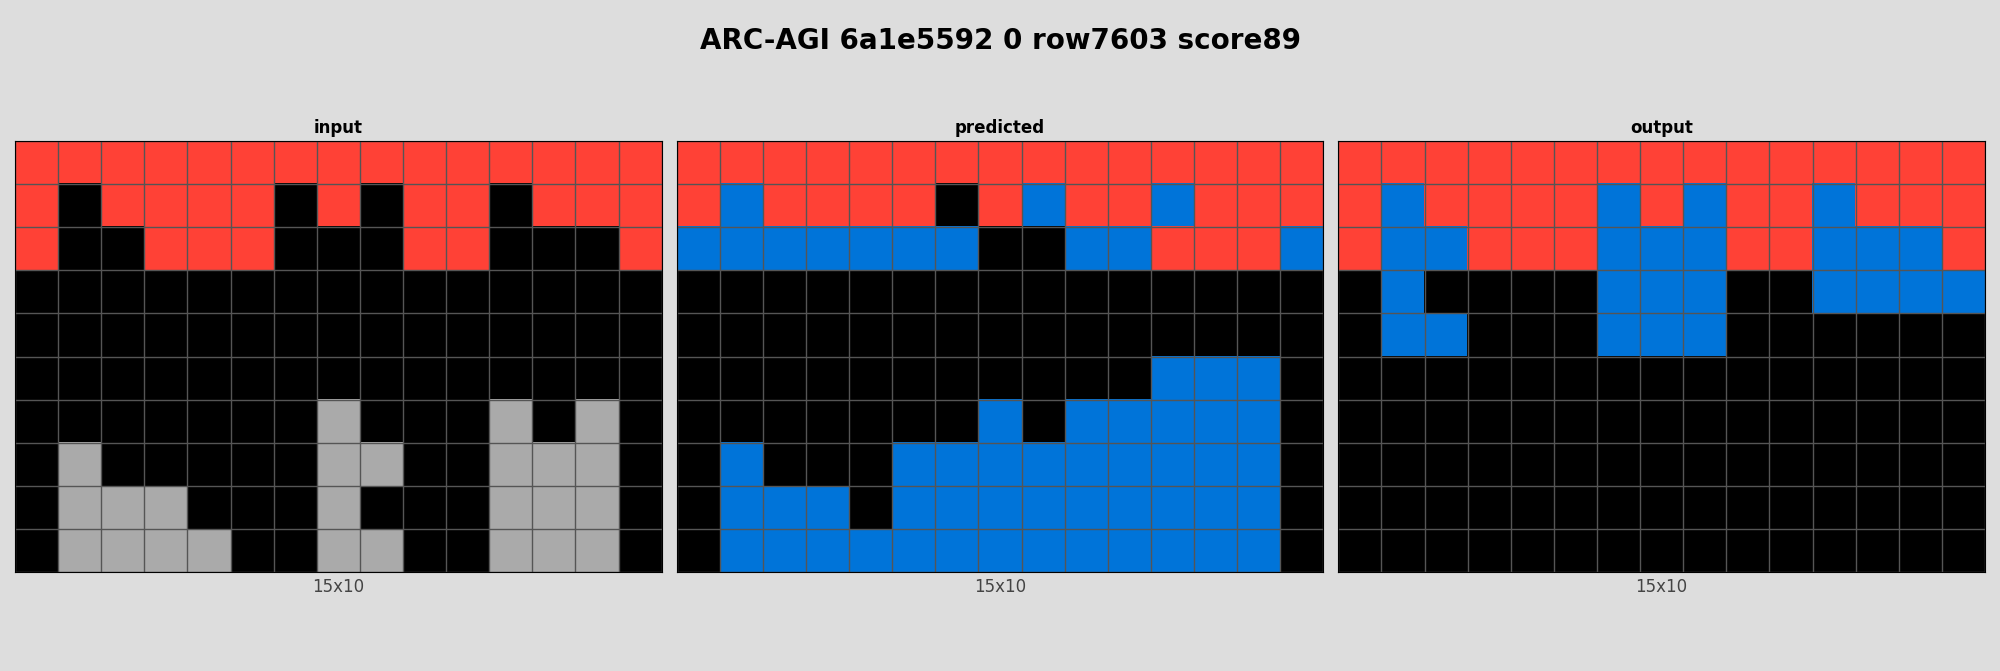 ARC-AGI 6a1e5592 0 row7603 score89
input
predicted
output
15x10
15x10
15x10